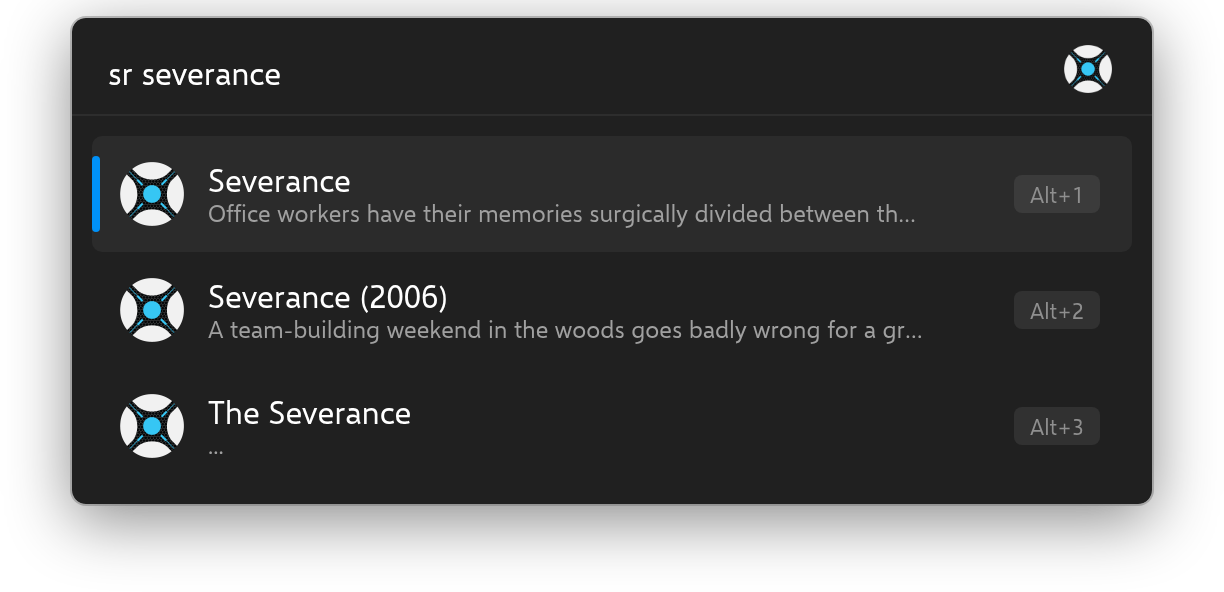 sr severance
Severance
Office workers have their memories surgically divided between th...
Alt+1
Severance (2006)
A team-building weekend in the woods goes badly wrong for a gr...
Alt+2
The Severance
...
Alt+3